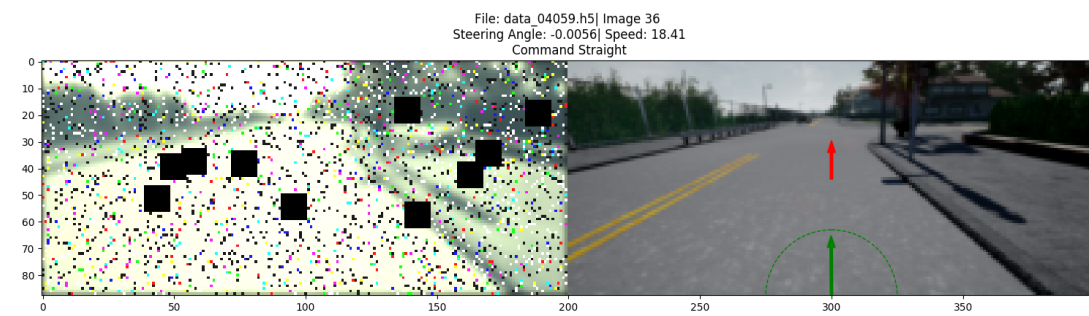 File: data_04059.h5| Image 36
Steering Angle: -0.0056| Speed: 18.41
Command Straight
0
10
20
30
40
50
60
70
80
0 50 100 150 200 250 300 350